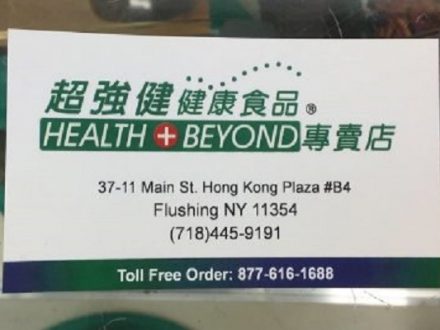 超強健健康食品®
HEALTH + BEYOND專賣店
37-11 Main St. Hong Kong Plaza #B4
Flushing NY 11354
(718)445-9191
Toll Free Order: 877-616-1688